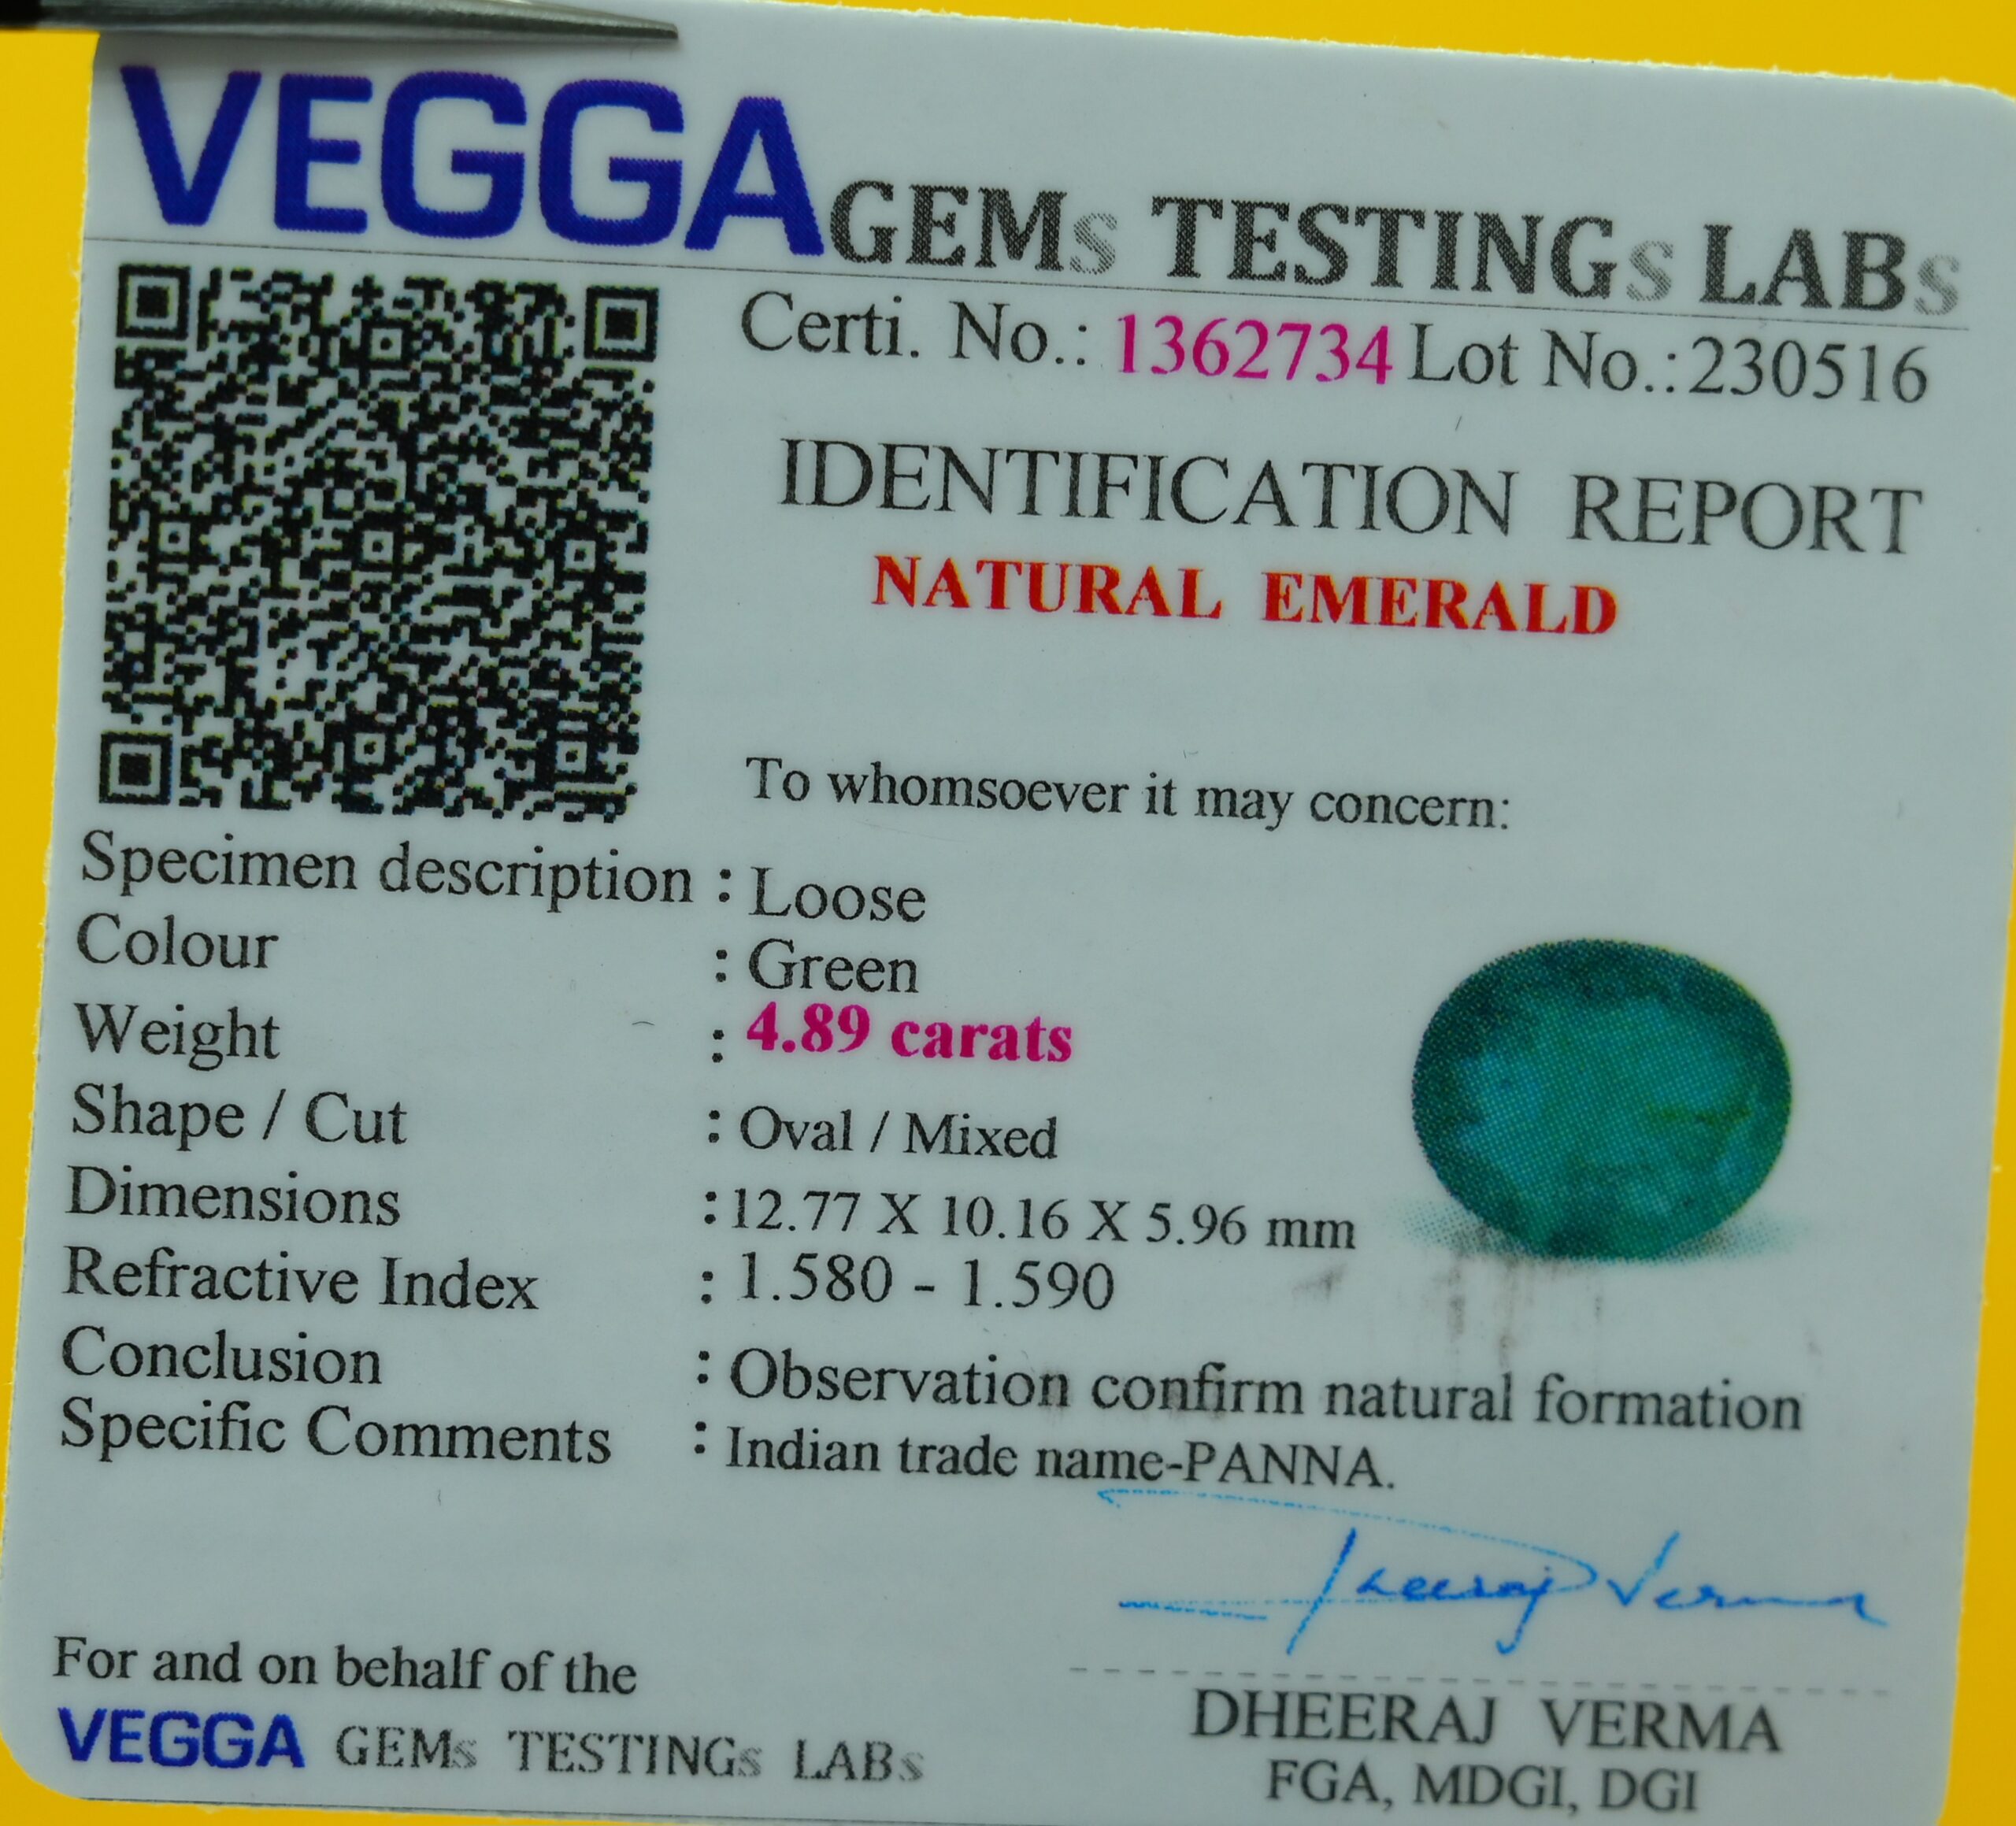 VEGGA GEMs TESTINGs LABs
Certi. No.: 1362734 Lot No.:230516
IDENTIFICATION REPORT
NATURAL EMERALD
To whomsoever it may concern:
Specimen description : Loose
Colour : Green
Weight : 4.89 carats
Shape / Cut : Oval / Mixed
Dimensions :12.77 X 10.16 X 5.96 mm
Refractive Index : 1.580 - 1.590
Conclusion : Observation confirm natural formation
Specific Comments : Indian trade name-PANNA.
Dheeraj Verma
For and on behalf of the
VEGGA GEMs TESTINGs LABs
DHEERAJ VERMA
FGA, MDGI, DGI